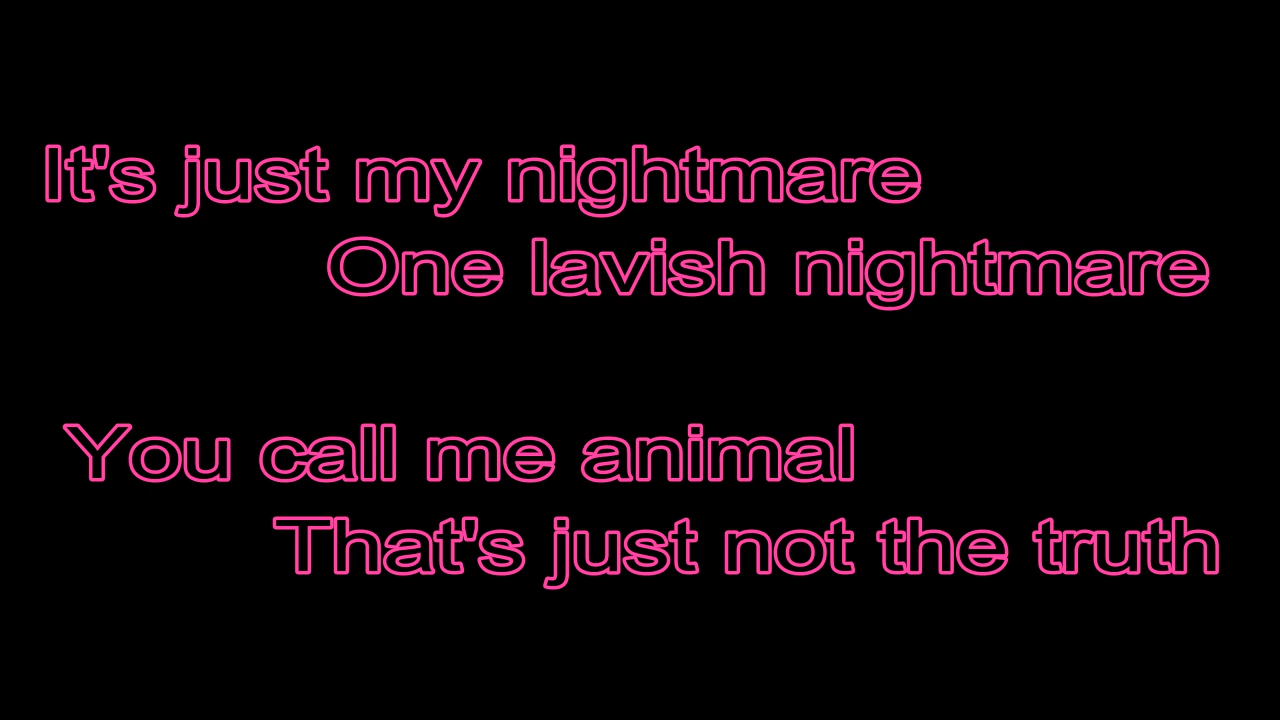 It's just my nightmare
One lavish nightmare
You call me animal
That's just not the truth